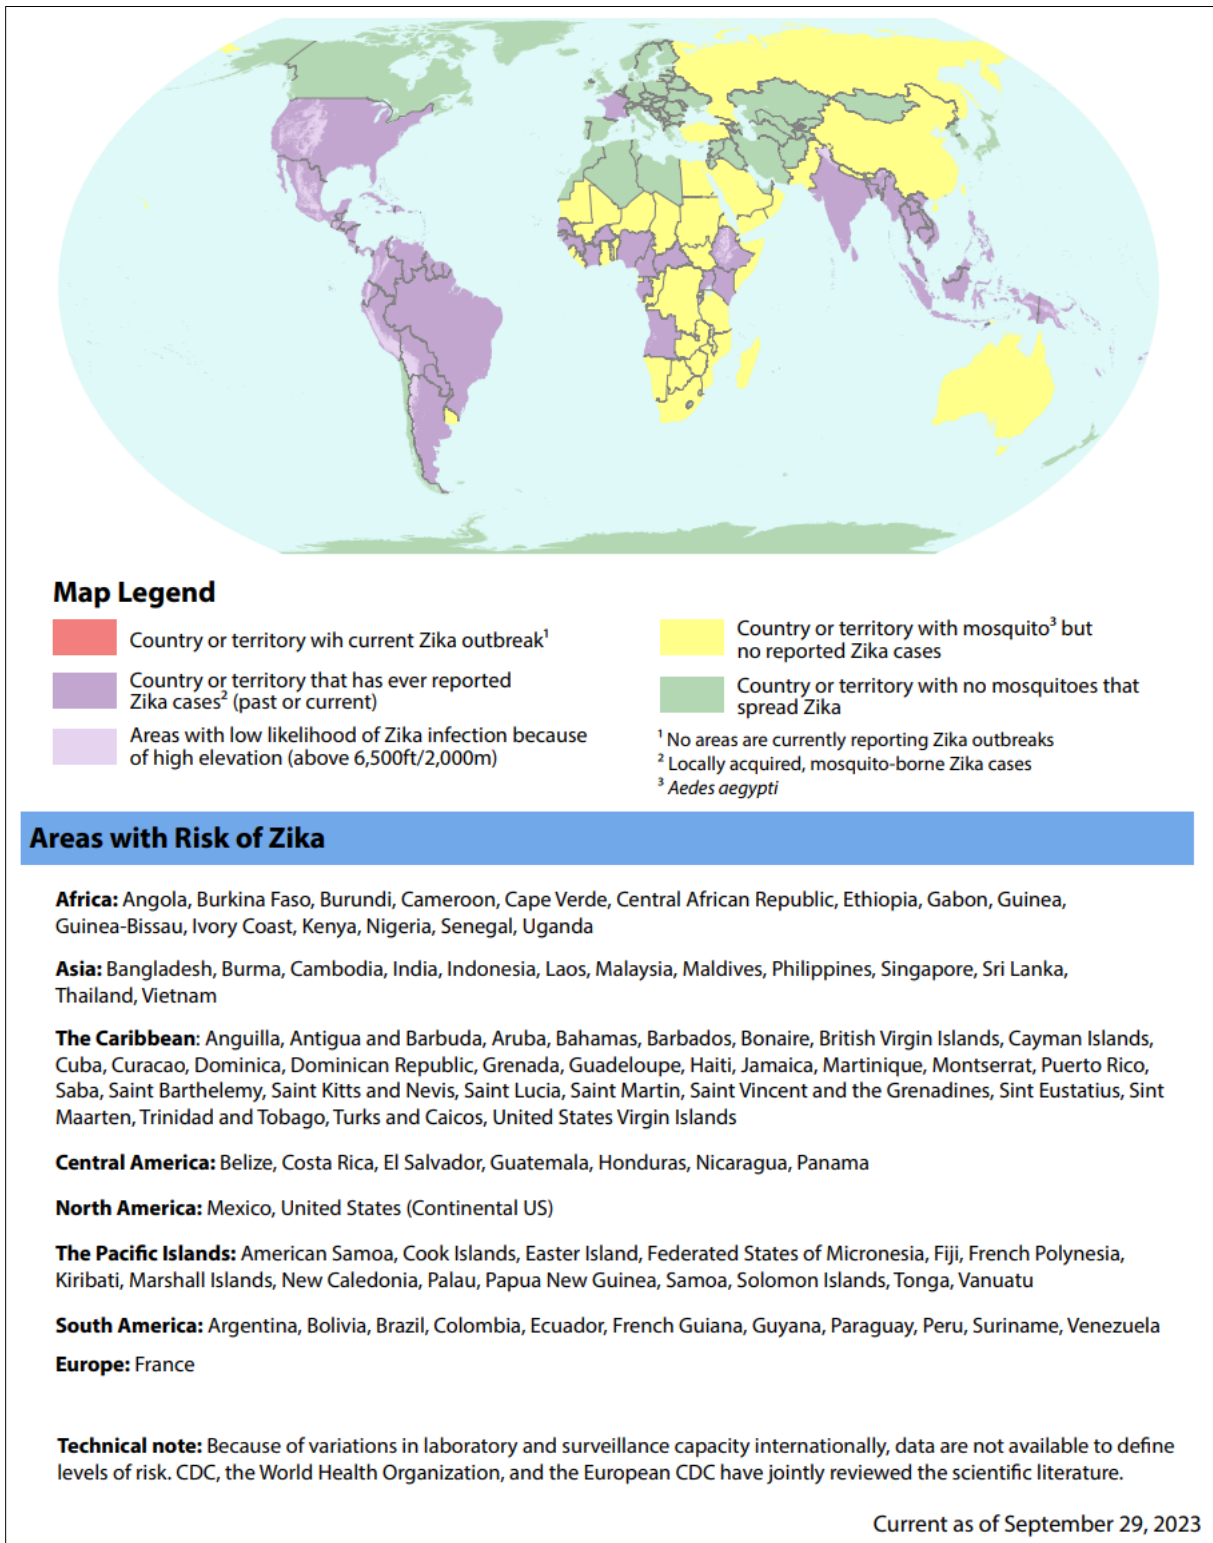 Map Legend
Country or territory wih current Zika outbreak¹
Country or territory that has ever reported
Zika cases² (past or current)
Areas with low likelihood of Zika infection because
of high elevation (above 6,500ft/2,000m)
Country or territory with mosquito³ but
no reported Zika cases
Country or territory with no mosquitoes that
spread Zika
¹ No areas are currently reporting Zika outbreaks
² Locally acquired, mosquito-borne Zika cases
³ Aedes aegypti
Areas with Risk of Zika
Africa: Angola, Burkina Faso, Burundi, Cameroon, Cape Verde, Central African Republic, Ethiopia, Gabon, Guinea,
Guinea-Bissau, Ivory Coast, Kenya, Nigeria, Senegal, Uganda
Asia: Bangladesh, Burma, Cambodia, India, Indonesia, Laos, Malaysia, Maldives, Philippines, Singapore, Sri Lanka,
Thailand, Vietnam
The Caribbean: Anguilla, Antigua and Barbuda, Aruba, Bahamas, Barbados, Bonaire, British Virgin Islands, Cayman Islands,
Cuba, Curacao, Dominica, Dominican Republic, Grenada, Guadeloupe, Haiti, Jamaica, Martinique, Montserrat, Puerto Rico,
Saba, Saint Barthelemy, Saint Kitts and Nevis, Saint Lucia, Saint Martin, Saint Vincent and the Grenadines, Sint Eustatius, Sint
Maarten, Trinidad and Tobago, Turks and Caicos, United States Virgin Islands
Central America: Belize, Costa Rica, El Salvador, Guatemala, Honduras, Nicaragua, Panama
North America: Mexico, United States (Continental US)
The Pacific Islands: American Samoa, Cook Islands, Easter Island, Federated States of Micronesia, Fiji, French Polynesia,
Kiribati, Marshall Islands, New Caledonia, Palau, Papua New Guinea, Samoa, Solomon Islands, Tonga, Vanuatu
South America: Argentina, Bolivia, Brazil, Colombia, Ecuador, French Guiana, Guyana, Paraguay, Peru, Suriname, Venezuela
Europe: France
Technical note: Because of variations in laboratory and surveillance capacity internationally, data are not available to define
levels of risk. CDC, the World Health Organization, and the European CDC have jointly reviewed the scientific literature.
Current as of September 29, 2023